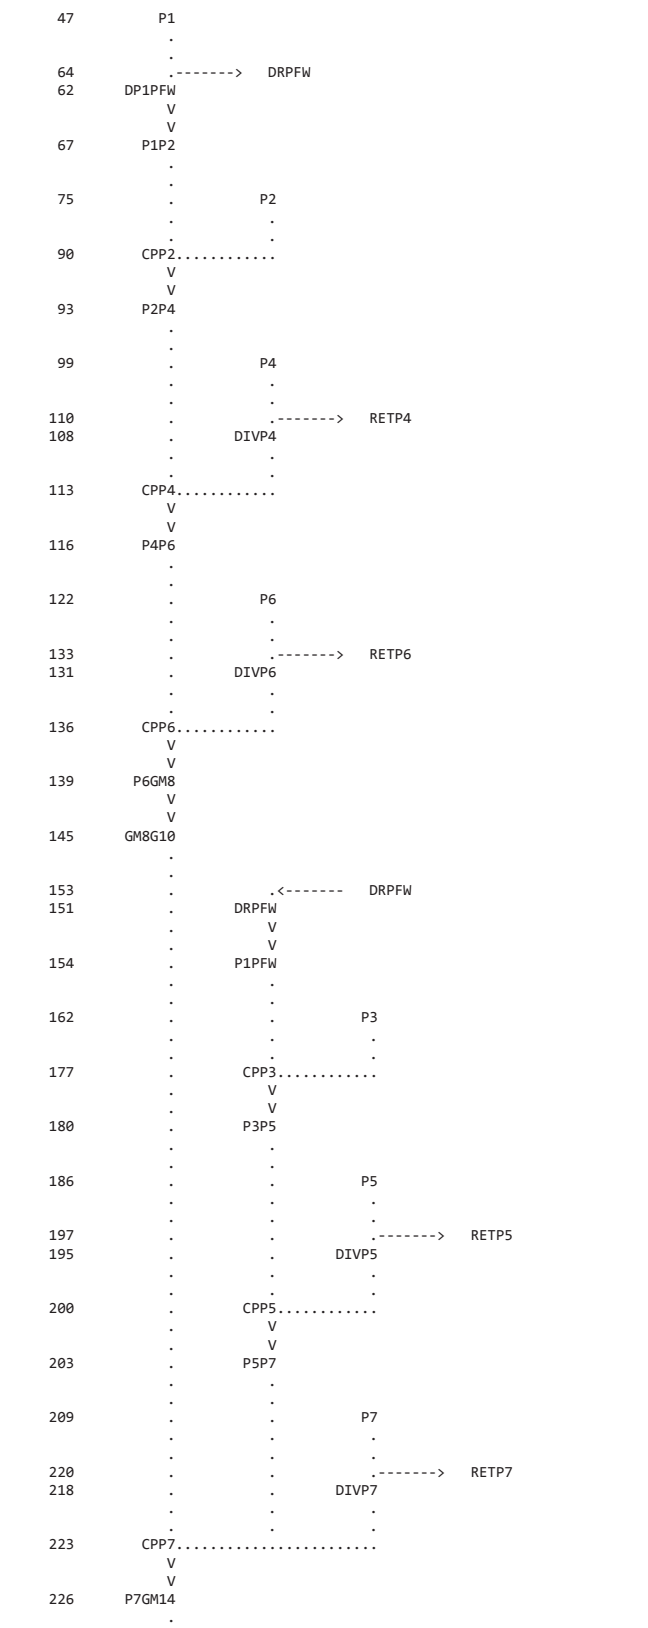 47 P1
.
.
64 .-------> DRPFW
62 DP1PFW
V
V
67 P1P2
.
.
75 . P2
. .
. .
90 CPP2............
V
V
93 P2P4
.
.
99 . P4
. .
. .
110 . .-------> RETP4
108 . DIVP4
. .
. .
113 CPP4............
V
V
116 P4P6
.
.
122 . P6
. .
. .
133 . .-------> RETP6
131 . DIVP6
. .
. .
136 CPP6............
V
V
139 P6GM8
V
V
145 GM8G10
.
.
153 . .<------- DRPFW
151 . DRPFW
. V
. V
154 . P1PFW
. .
. .
162 . . P3
. . .
. . .
177 . CPP3............
. V
. V
180 . P3P5
. .
. .
186 . . P5
. . .
. . .
197 . . .-------> RETP5
195 . . DIVP5
. . .
. . .
200 . CPP5............
. V
. V
203 . P5P7
. .
. .
209 . . P7
. . .
. . .
220 . . .-------> RETP7
218 . . DIVP7
. . .
. . .
223 CPP7........................
V
V
226 P7GM14
.